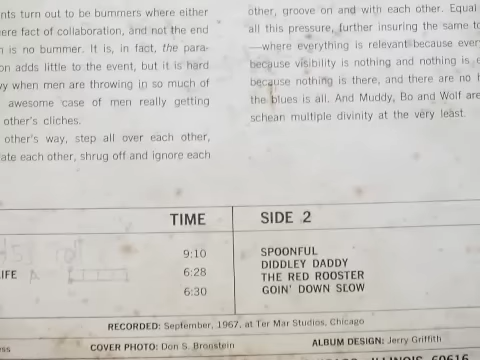 nts turn out to be bummers where either
ere fact of collaboration, and not the end
is no bummer. It is, in fact, the para-
on adds little to the event, but it is hard
when men are throwing in so much of
awesome case of men really getting
other's cliches.
other's way, step all over each other,
ate each other, shrug off and ignore each
other, groove on and with each other. Equal
all this pressure, further insuring the same to
—where everything is relevant because ever
because visibility is nothing and nothing is
because nothing is there, and there are no
the blues is all. And Muddy, Bo and Wolf are
schean multiple divinity at the very least.
TIME
LIFE
9:10
6:28
6:30
SIDE 2
SPOONFUL
DIDDLEY DADDY
THE RED ROOSTER
GOIN' DOWN SLOW
RECORDED: September, 1967, at Ter Mar Studios, Chicago
COVER PHOTO: Don S. Bronstein
ALBUM DESIGN: Jerry Griffith
ILLINOIS 60616